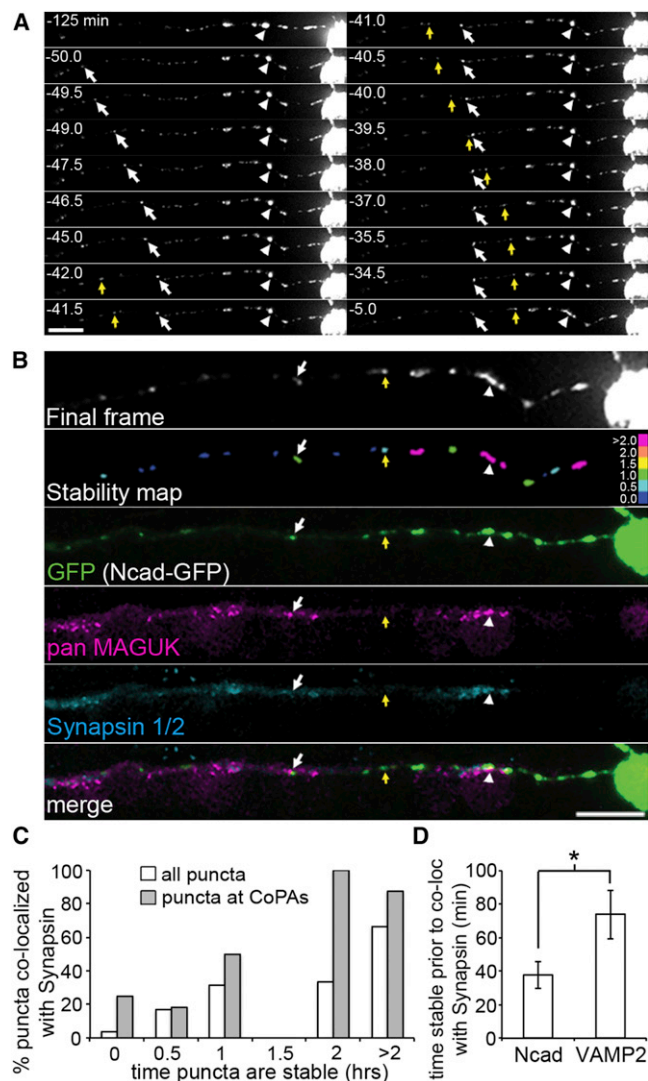 A
-125 min
-50.0
-49.5
-49.0
-47.5
-46.5
-45.0
-42.0
-41.5
-41.0
-40.5
-40.0
-39.5
-38.0
-37.0
-35.5
-34.5
-5.0
B
Final frame
Stability map
>2.0
2.0
1.5
1.0
0.5
0.0
GFP (Ncad-GFP)
pan MAGUK
Synapsin 1/2
merge
C
% puncta co-localized
with Synapsin
100
80
60
40
20
0
all puncta
puncta at CoPAs
0 0.5 1 1.5 2 >2
time puncta are stable (hrs)
D
time stable prior to co-loc
with Synapsin (min)
100
80
60
40
20
0
*
Ncad VAMP2